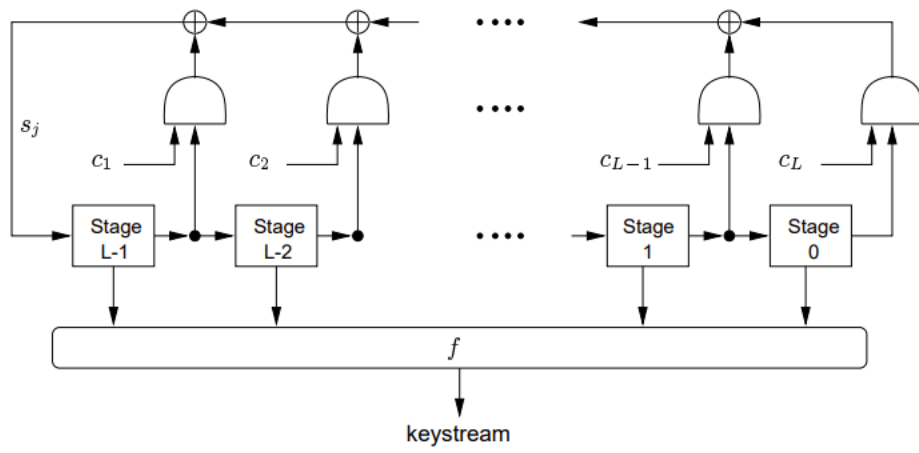 s_j
c_1 c_2 c_{L-1} c_L
Stage L-1
Stage L-2
Stage 1
Stage 0
f
keystream